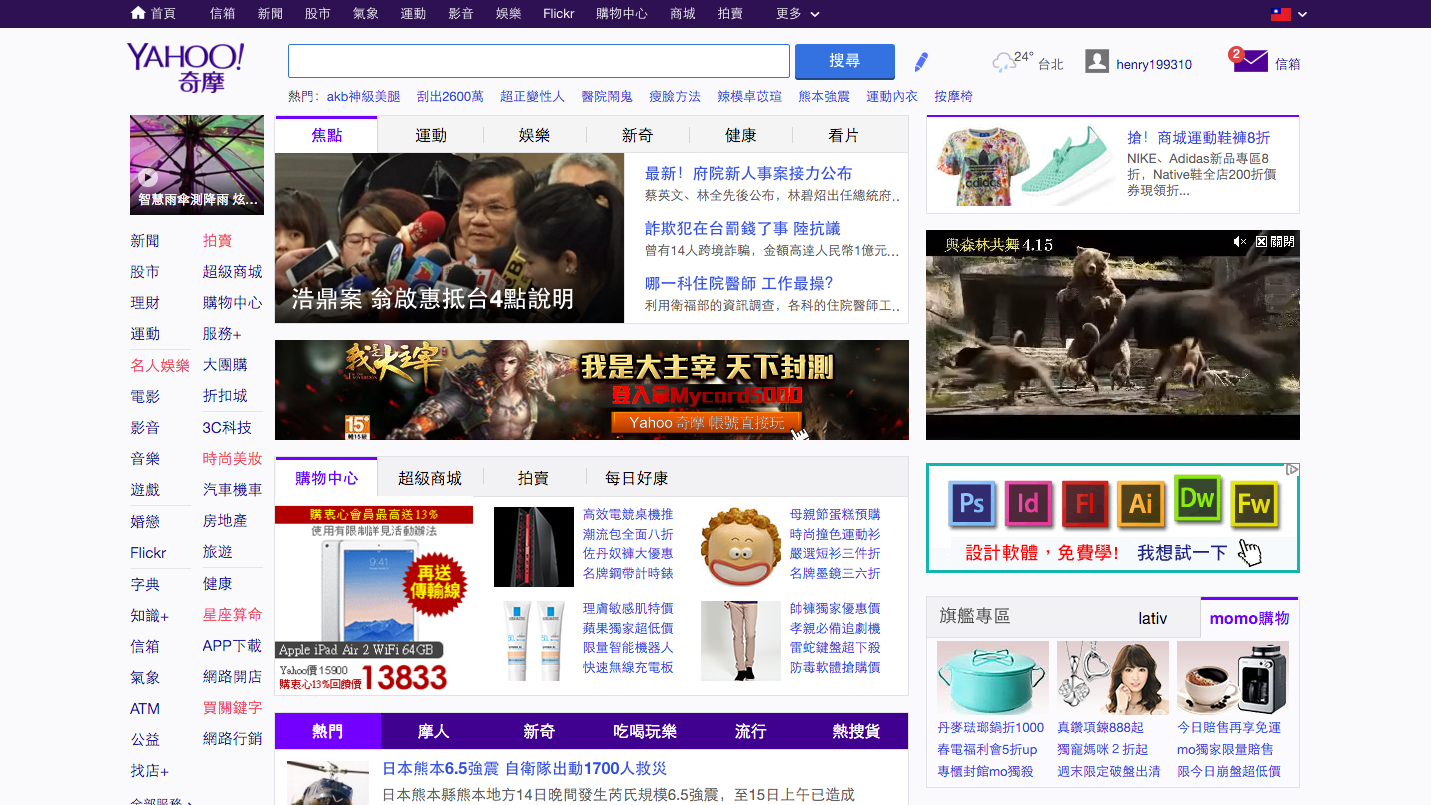 首頁 信箱 新聞 股市 氣象 運動 影音 娛樂 Flickr 購物中心 商城 拍賣 更多
YAHOO!
奇摩
搜尋
24° 台北
henry199310
2
信箱
熱門： akb神級美腿 刮出2600萬 超正變性人 醫院鬧鬼 瘦臉方法 辣模卓苡瑄 熊本強震 運動內衣 按摩椅
智慧雨傘測降雨 炫...
新聞 拍賣
股市 超級商城
理財 購物中心
運動 服務+
名人娛樂 大團購
電影 折扣城
影音 3C科技
音樂 時尚美妝
遊戲 汽車機車
婚戀 房地產
Flickr 旅遊
字典 健康
知識+ 星座算命
信箱 APP下載
氣象 網路開店
ATM 買關鍵字
公益 網路行銷
找店+
全部服務
焦點 運動 娛樂 新奇 健康 看片
浩鼎案 翁啟惠抵台4點說明
最新！府院新人事案接力公布
蔡英文、林全先後公布，林碧炤出任總統府..
詐欺犯在台罰錢了事 陸抗議
曾有14人跨境詐騙，金額高達人民幣1億元...
哪一科住院醫師 工作最操?
利用衛福部的資訊調查，各科的住院醫師工..
我是大主宰
我是大主宰 天下封測
登入拿Mycard5000
Yahoo 奇摩 帳號直接玩
15+
輔15級
購物中心 超級商城 拍賣 每日好康
購衷心會員最高送13%
使用有限制詳見活動辦法
9:41
再送
傳輸線
Apple iPad Air 2 WiFi 64GB
Yahoo價 15900
購衷心13%回饋價 13833
高效電競桌機推
潮流包全面八折
佐丹奴褲大優惠
名牌鋼帶計時錶
母親節蛋糕預購
時尚撞色運動衫
嚴選短衫三件折
名牌墨鏡三六折
理膚敏感肌特價
蘋果獨家超低價
限量智能機器人
快速無線充電板
帥褲獨家優惠價
孝親必備追劇機
雷蛇鍵盤超下殺
防毒軟體搶購價
熱門 摩人 新奇 吃喝玩樂 流行 熱搜貨
日本熊本6.5強震 自衛隊出動1700人救災
日本熊本縣熊本地方14日晚間發生芮氏規模6.5強震，至15日上午已造成
adidas
搶！商城運動鞋褲8折
NIKE、Adidas新品專區8
折，Native鞋全店200折價
券現領折...
與森林共舞 4.15
關閉
Ps Id Fl Ai Dw Fw
設計軟體，免費學! 我想試一下
旗艦專區 lativ momo購物
丹麥琺瑯鍋折1000 真鑽項鍊888起 今日賠售再享免運
春電福利會5折up 獨寵媽咪２折起 mo獨家限量賠售
專櫃封館mo獨殺 週末限定破盤出清 限今日崩盤超低價